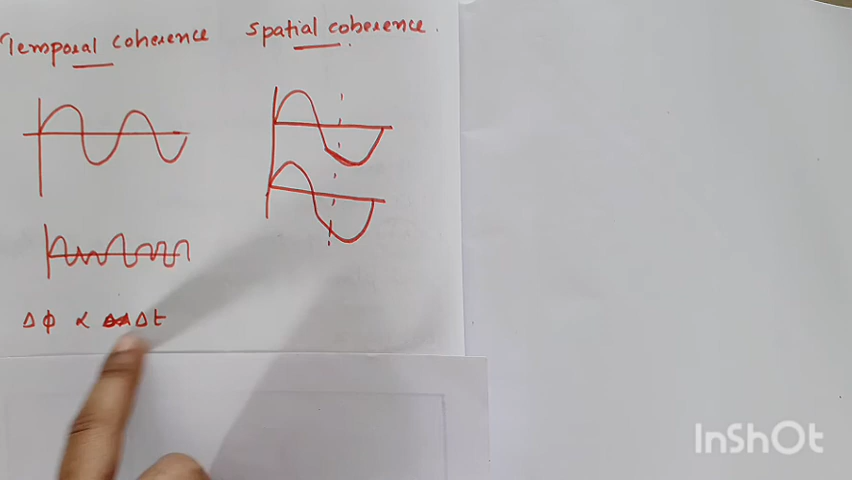 Temporal coherence
Spatial coherence.
Δϕ ∝ Δt
InShOt